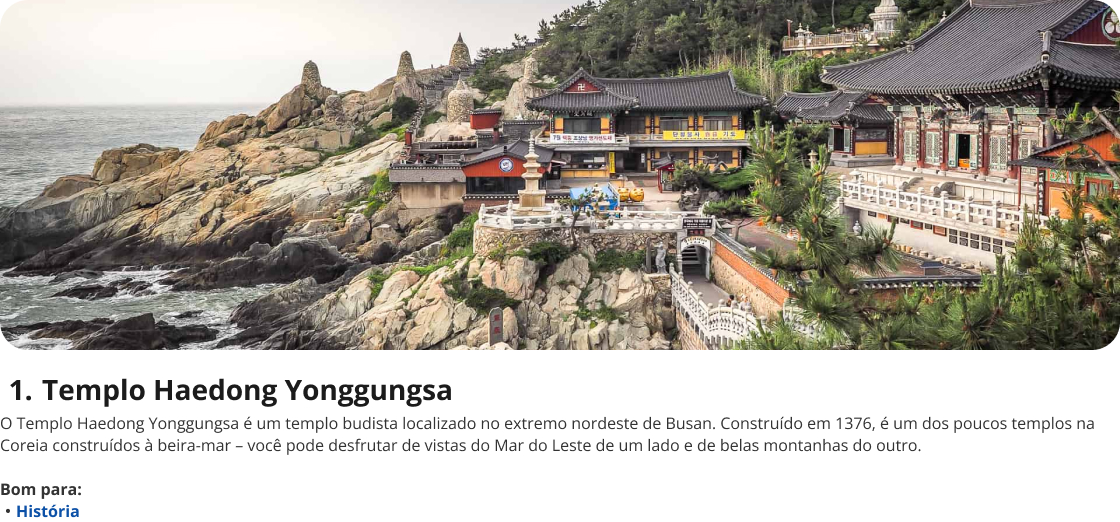 1. Templo Haedong Yonggungsa
O Templo Haedong Yonggungsa é um templo budista localizado no extremo nordeste de Busan. Construído em 1376, é um dos poucos templos na
Coreia construídos à beira-mar – você pode desfrutar de vistas do Mar do Leste de um lado e de belas montanhas do outro.
Bom para:
• História